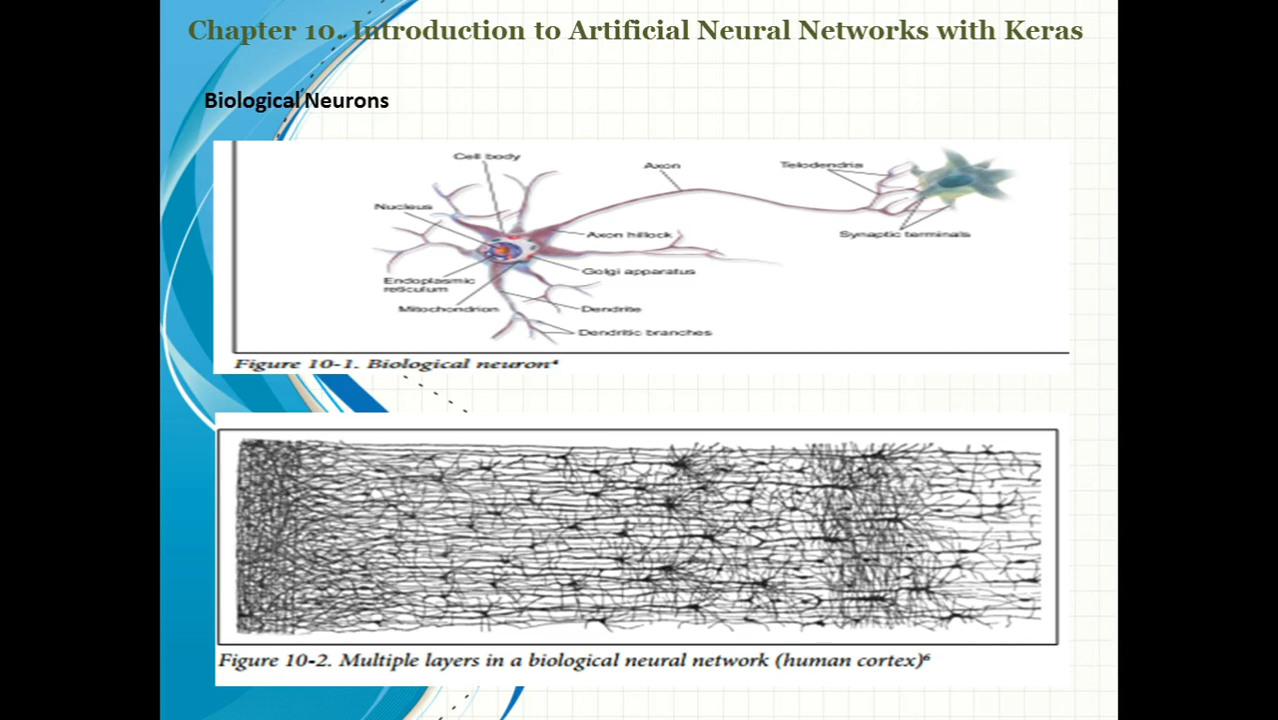 Chapter 10. Introduction to Artificial Neural Networks with Keras
Biological Neurons
Cell body
Axon
Telodendria
Nucleus
Axon hillock
Synaptic terminals
Golgi apparatus
Endoplasmic
reticulum
Mitochondrion
Dendrite
Dendritic branches
Figure 10-1. Biological neuron⁴
Figure 10-2. Multiple layers in a biological neural network (human cortex)⁶